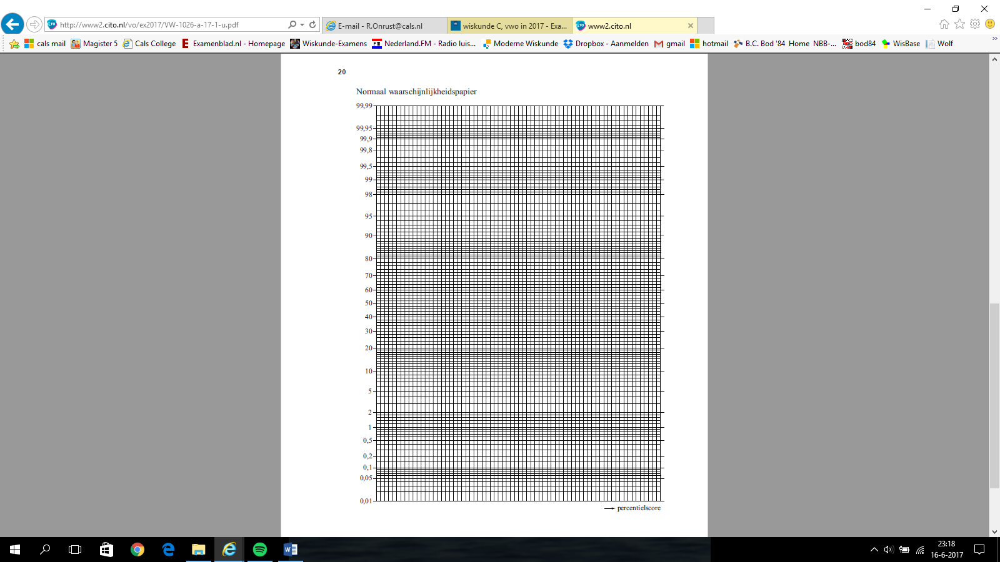 http://www2.cito.nl/vo/ex2017/VW-1026-a-17-1-u.pdf
E-mail - R.Onrust@cals.nl
wiskunde C, vwo in 2017 - Exa...
www2.cito.nl
cals mail
Magister 5
Cals College
Examenblad.nl - Homepage
Wiskunde-Examens
Nederland.FM - Radio luis...
Moderne Wiskunde
Dropbox - Aanmelden
gmail
hotmail
B.C. Bod '84 Home NBB-...
bod84
WisBase
Wolf
20
Normaal waarschijnlijkheidspapier
99,99
99,95
99,9
99,8
99,5
99
98
95
90
80
70
60
50
40
30
20
10
5
2
1
0,5
0,2
0,1
0,05
0,01
percentielscore
23:18
16-6-2017